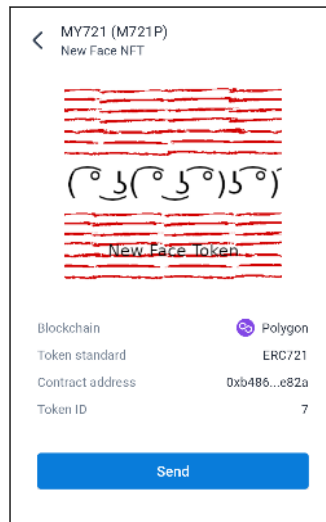 MY721 (M721P)
New Face NFT
( ͡° ͜ʖ( ͡° ͜ʖ ͡°)ʖ ͡°)
New Face Token
Blockchain Polygon
Token standard ERC721
Contract address 0xb486...e82a
Token ID 7
Send